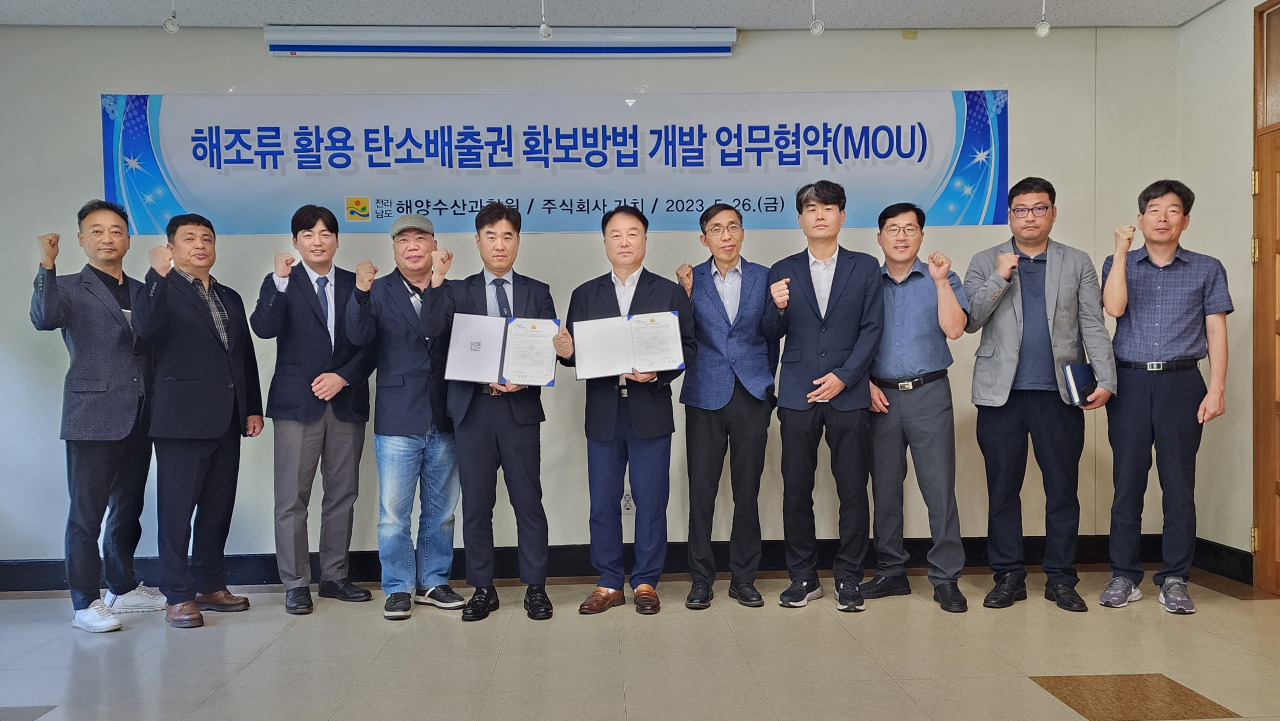 해조류 활용 탄소배출권 확보방법 개발 업무협약(MOU)
전라남도 해양수산과학원 / 주식회사 / 2023. 5. 26.(금)